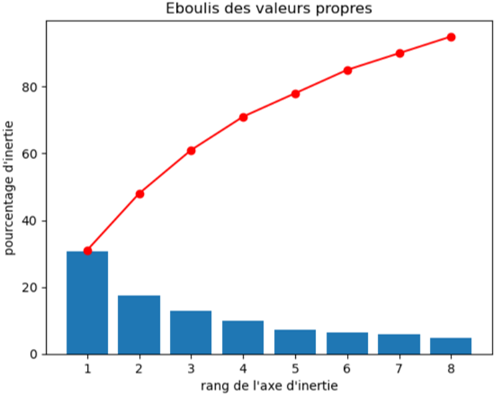 Eboulis des valeurs propres
pourcentage d'inertie
80
60
40
20
0
1 2 3 4 5 6 7 8
rang de l'axe d'inertie